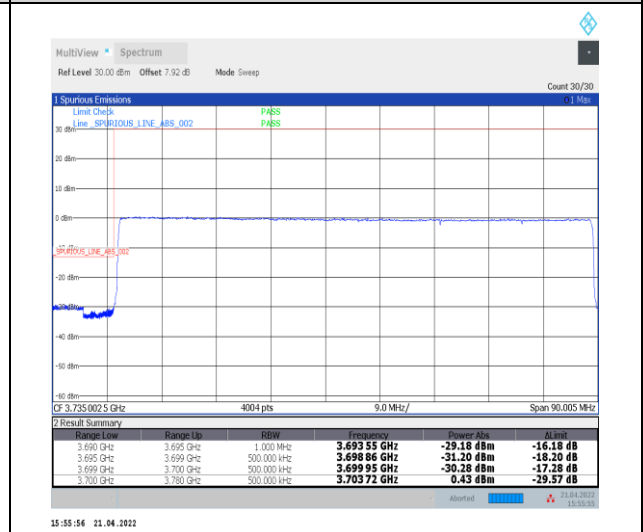 MultiView Spectrum
Ref Level 30.00 dBm Offset 7.92 dB Mode Sweep
Count 30/30
1 Spurious Emissions 1 Max
Limit Check PASS
Line _SPURIOUS_LINE_ABS_002 PASS
30 dBm
20 dBm
10 dBm
0 dBm
-10 dBm
_SPURIOUS_LINE_ABS_002
-20 dBm
-30 dBm
-40 dBm
-50 dBm
-60 dBm
CF 3.735 002 5 GHz 4004 pts 9.0 MHz/ Span 90.005 MHz
2 Result Summary
Range Low Range Up RBW Frequency Power Abs ΔLimit
3.690 GHz 3.695 GHz 1.000 MHz 3.693 55 GHz -29.18 dBm -16.18 dB
3.695 GHz 3.699 GHz 500.000 kHz 3.698 86 GHz -31.20 dBm -18.20 dB
3.699 GHz 3.700 GHz 500.000 kHz 3.699 95 GHz -30.28 dBm -17.28 dB
3.700 GHz 3.780 GHz 500.000 kHz 3.703 72 GHz 0.43 dBm -29.57 dB
Aborted 21.04.2022
15:55:55
15:55:56 21.04.2022